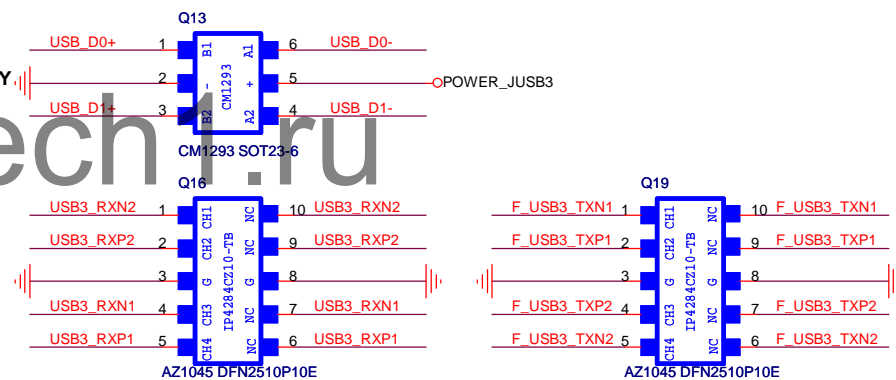 Q13
USB_D0+ 1 B1 A1 6 USB_D0-
Y 2 - + 5 POWER_JUSB3
USB_D1+ 3 B2 A2 4 USB_D1-
CM1293
CM1293 SOT23-6
ech1.ru
Q16
USB3_RXN2 1 CH1 NC 10 USB3_RXN2
USB3_RXP2 2 CH2 NC 9 USB3_RXP2
3 G 8
USB3_RXN1 4 CH3 NC 7 USB3_RXN1
USB3_RXP1 5 CH4 NC 6 USB3_RXP1
IP4284CZ10-TB
AZ1045 DFN2510P10E
Q19
F_USB3_TXN1 1 CH1 NC 10 F_USB3_TXN1
F_USB3_TXP1 2 CH2 NC 9 F_USB3_TXP1
3 G 8
F_USB3_TXP2 4 CH3 NC 7 F_USB3_TXP2
F_USB3_TXN2 5 CH4 NC 6 F_USB3_TXN2
IP4284CZ10-TB
AZ1045 DFN2510P10E